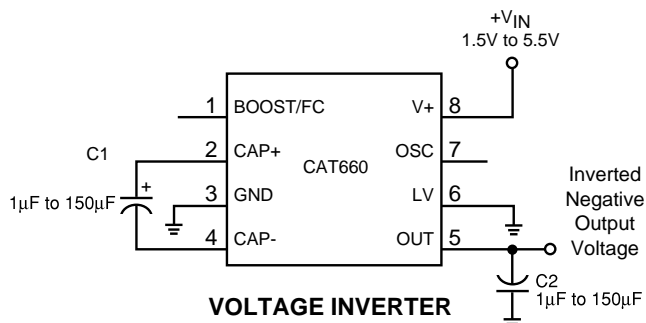 +VIN
1.5V to 5.5V
1 BOOST/FC V+ 8
C1
2 CAP+ OSC 7
CAT660
+
1µF to 150µF
3 GND LV 6
4 CAP- OUT 5
Inverted
Negative
Output
Voltage
C2
1µF to 150µF
VOLTAGE INVERTER